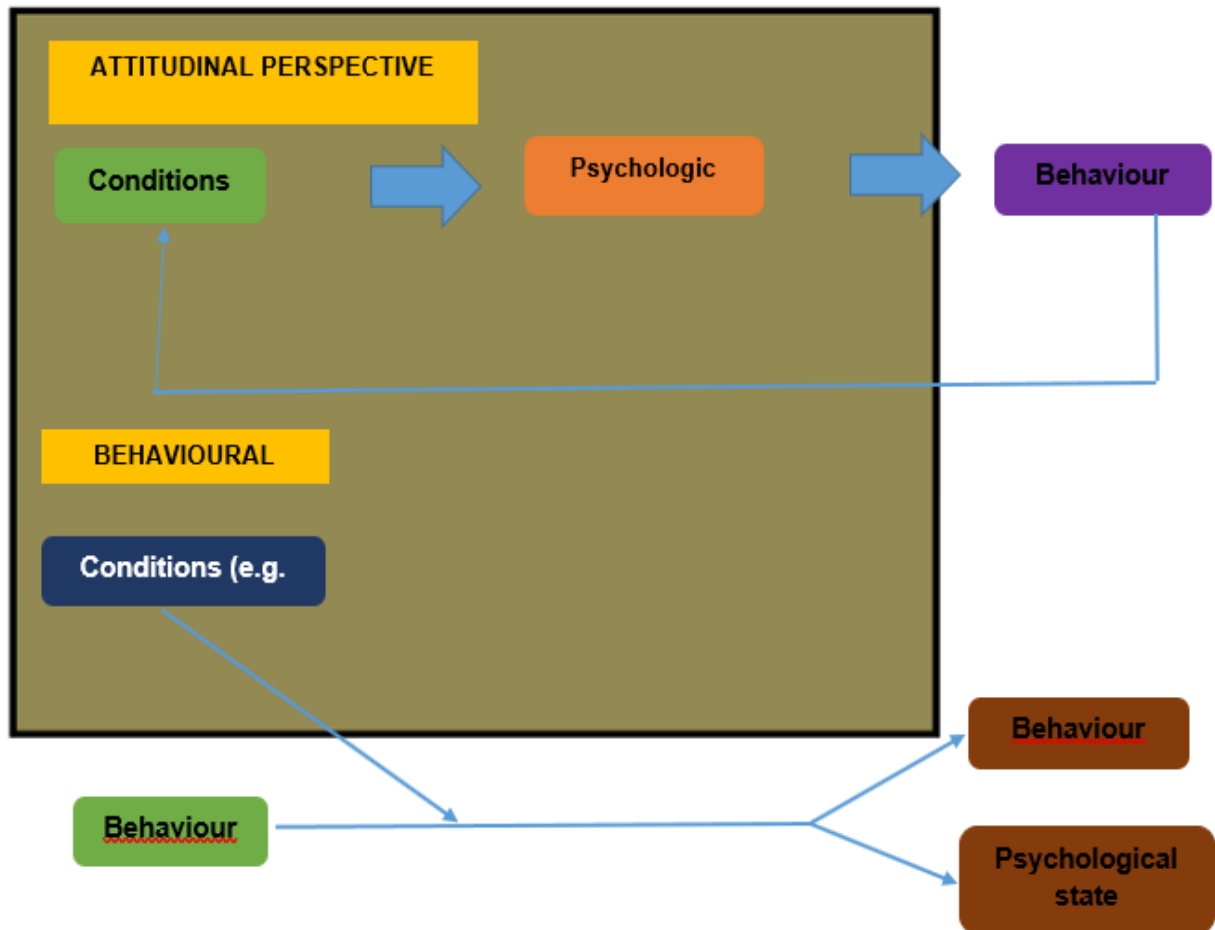 ATTITUDINAL PERSPECTIVE
Conditions
Psychologic
Behaviour
BEHAVIOURAL
Conditions (e.g.
Behaviour
Behaviour
Psychological
state